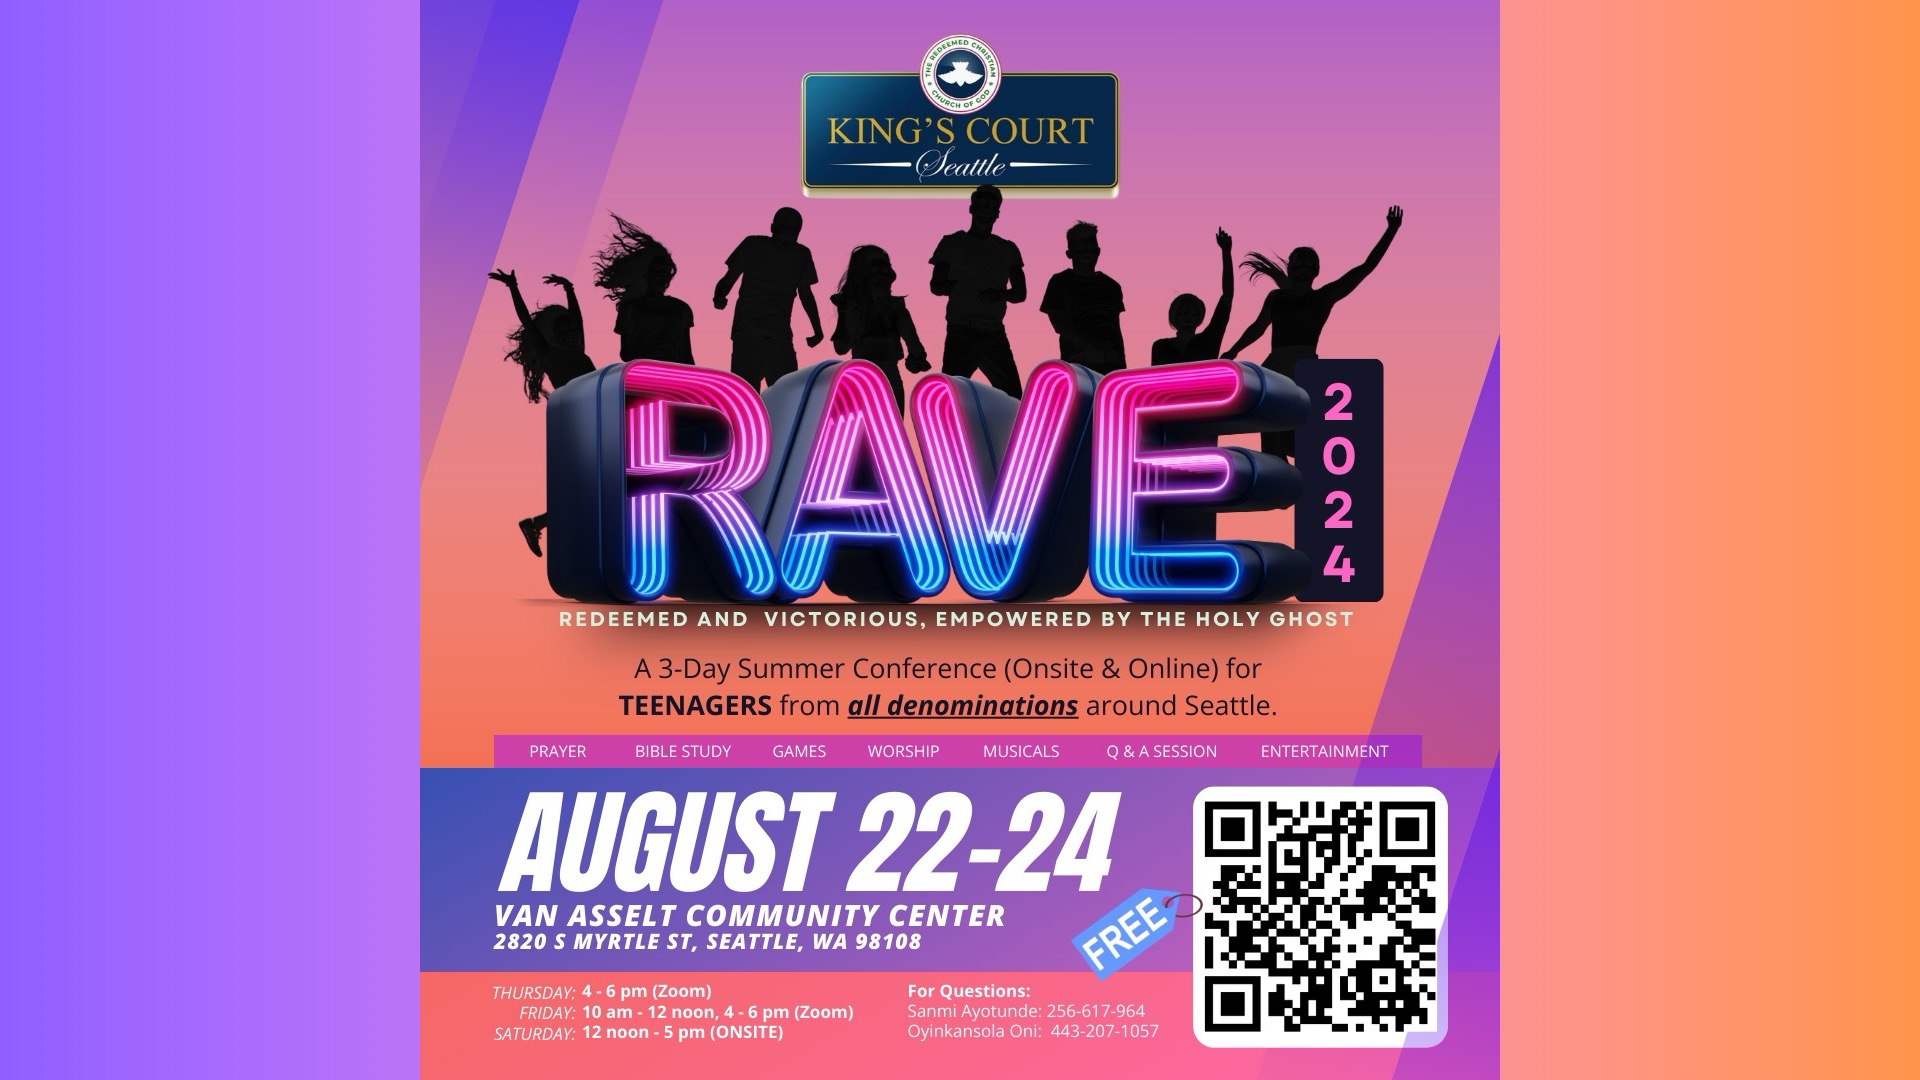 THE REDEEMED CHRISTIAN
CHURCH OF GOD
KING'S COURT
Seattle
RAVE
2
0
2
4
REDEEMED AND VICTORIOUS, EMPOWERED BY THE HOLY GHOST
A 3-Day Summer Conference (Onsite & Online) for
TEENAGERS from all denominations around Seattle.
PRAYER BIBLE STUDY GAMES WORSHIP MUSICALS Q & A SESSION ENTERTAINMENT
AUGUST 22-24
VAN ASSELT COMMUNITY CENTER
2820 S MYRTLE ST, SEATTLE, WA 98108
FREE
THURSDAY: 4 - 6 pm (Zoom)
FRIDAY: 10 am - 12 noon, 4 - 6 pm (Zoom)
SATURDAY: 12 noon - 5 pm (ONSITE)
For Questions:
Sanmi Ayotunde: 256-617-964
Oyinkansola Oni: 443-207-1057